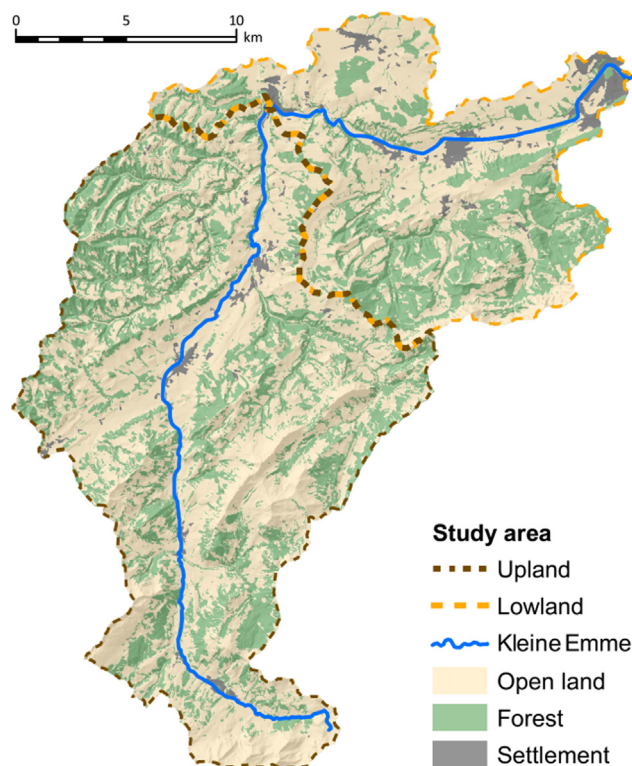 0 5 10
km
Study area
Upland
Lowland
Kleine Emme
Open land
Forest
Settlement